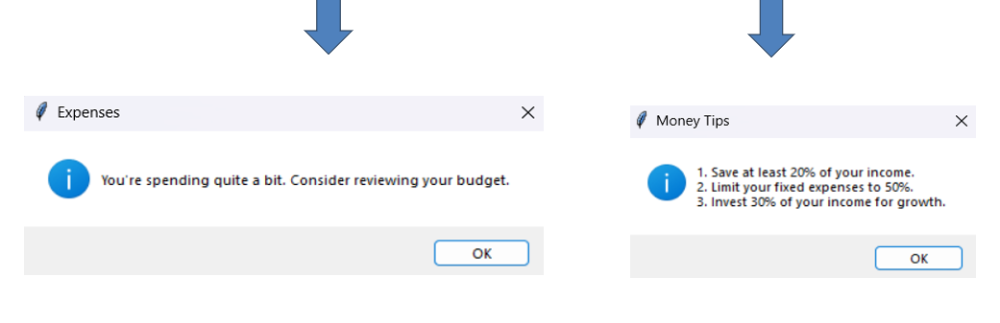 Expenses
You're spending quite a bit. Consider reviewing your budget.
OK
Money Tips
1. Save at least 20% of your income.
2. Limit your fixed expenses to 50%.
3. Invest 30% of your income for growth.
OK